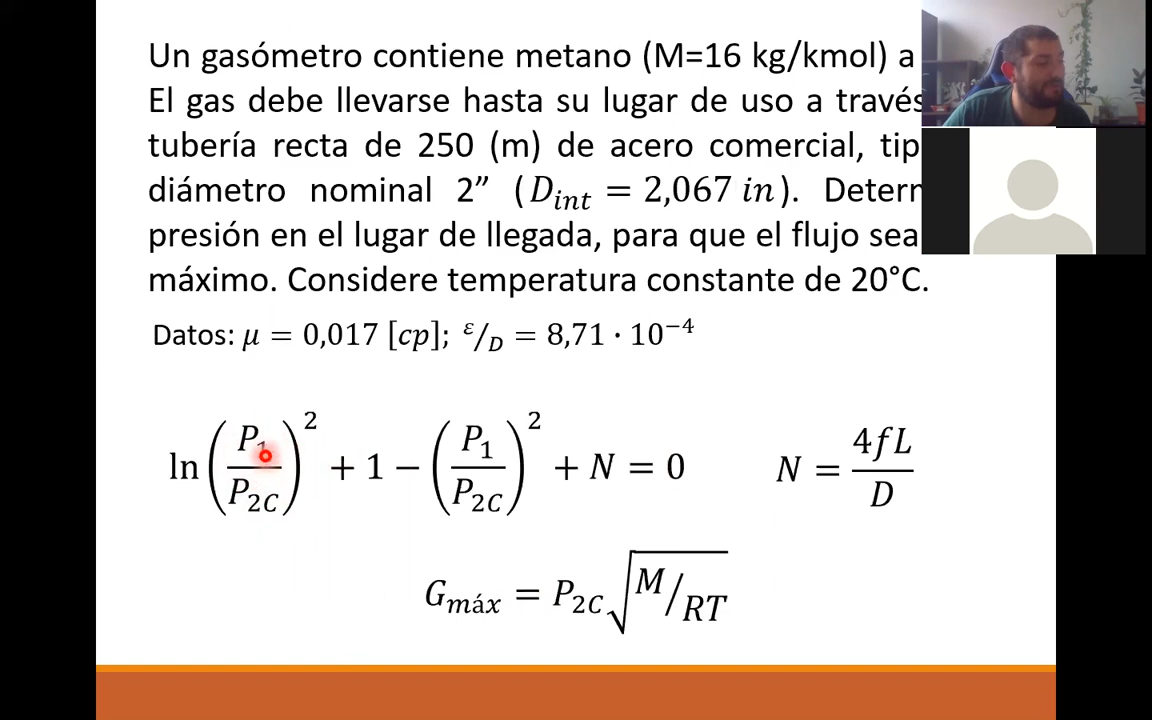 Un gasómetro contiene metano (M=16 kg/kmol) a
El gas debe llevarse hasta su lugar de uso a través
tubería recta de 250 (m) de acero comercial, tip
diámetro nominal 2” (D_int = 2,067 in). Determ
presión en el lugar de llegada, para que el flujo sea
máximo. Considere temperatura constante de 20°C.
Datos: μ = 0,017 [cp]; ε/D = 8,71 · 10⁻⁴
ln(P₁/P₂C)² + 1 − (P₁/P₂C)² + N = 0    N = 4fL/D
G_máx = P₂C √(M/RT)